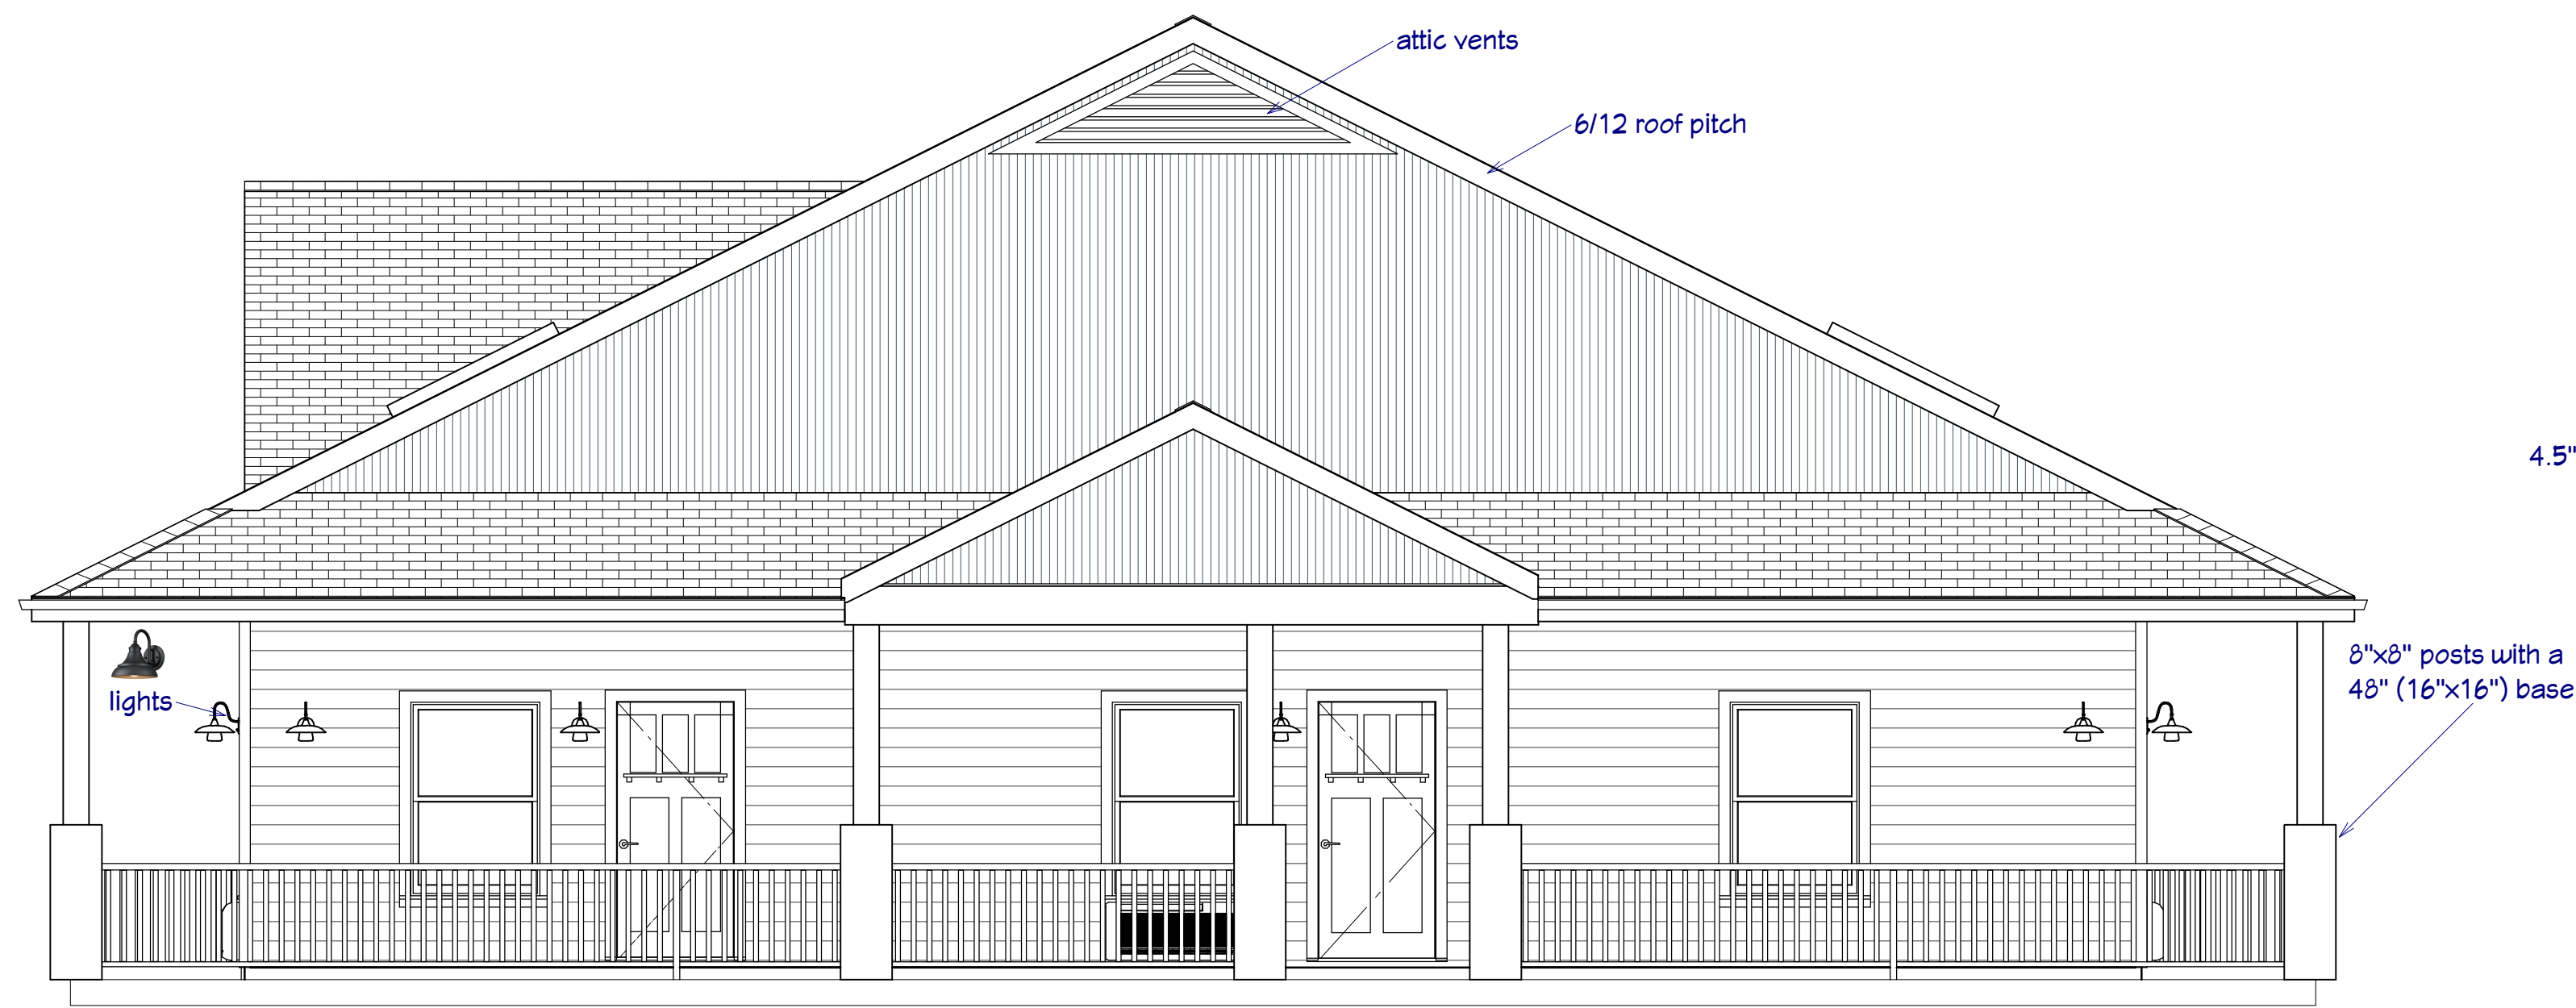 attic vents
6/12 roof pitch
4.5"
lights
8"x8" posts with a
48" (16"x16") base